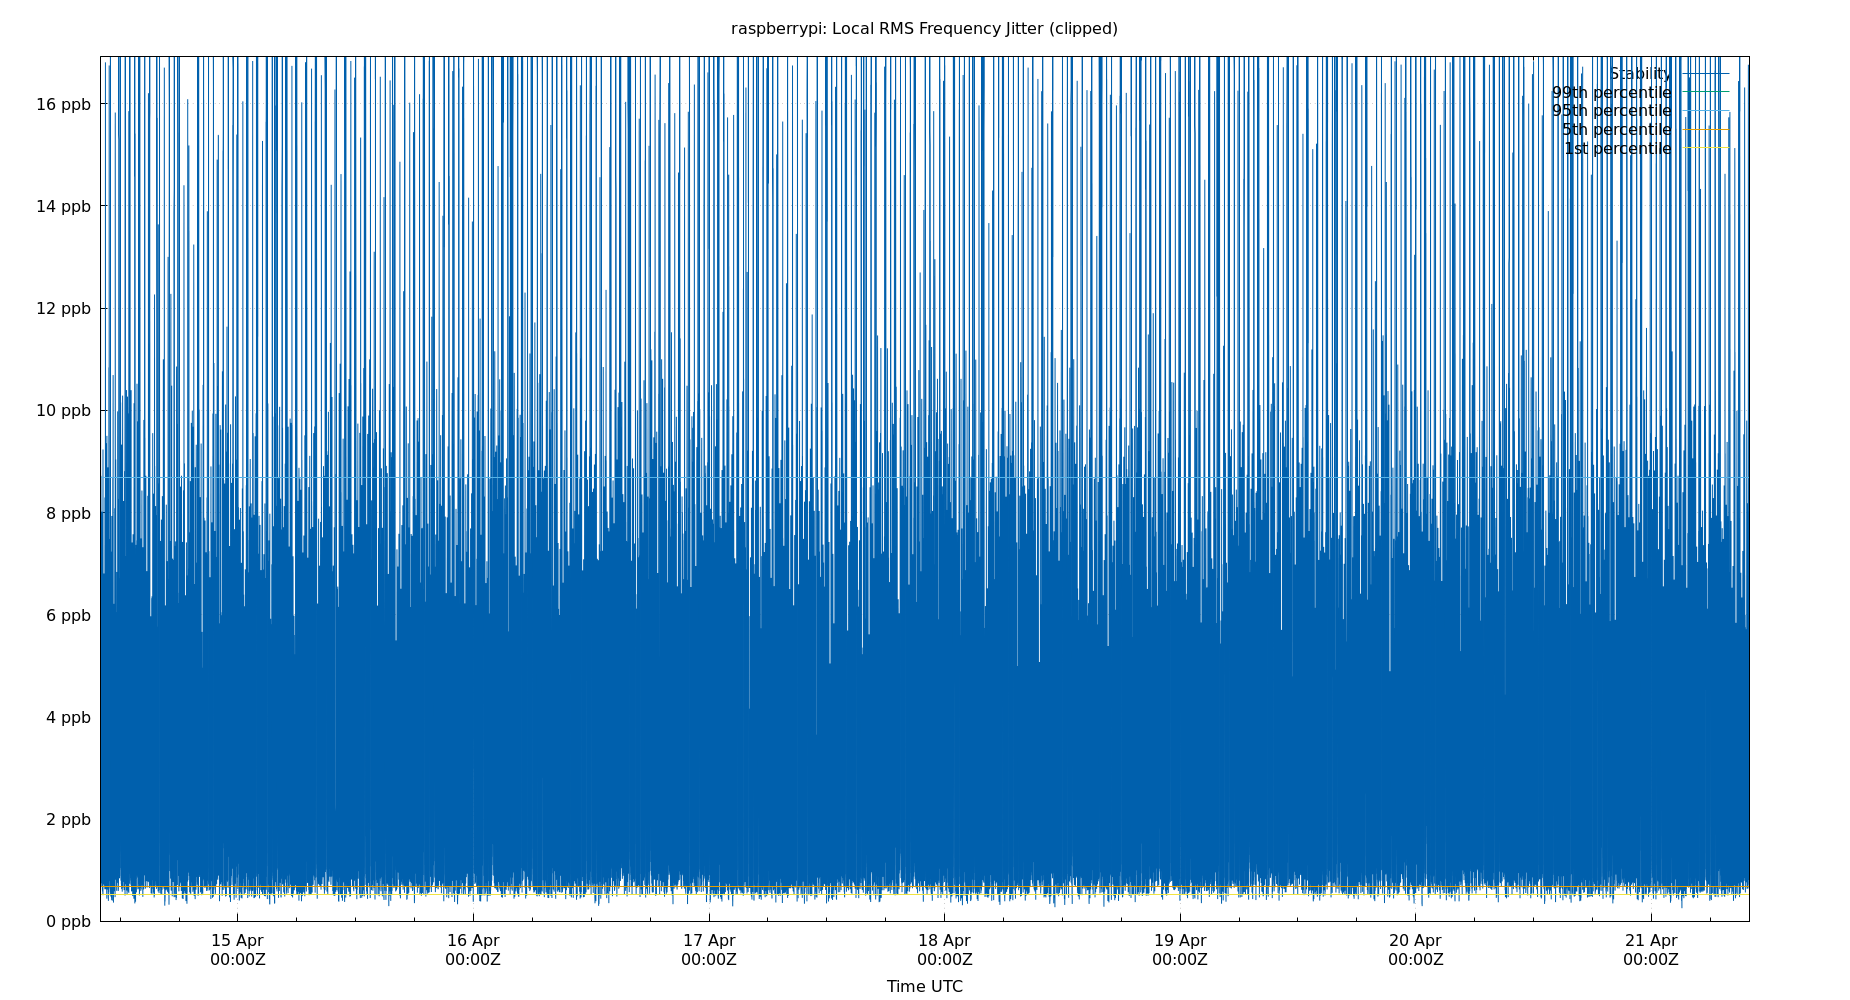 raspberrypi: Local RMS Frequency Jitter (clipped)
Stability
99th percentile
95th percentile
5th percentile
1st percentile
16 ppb
14 ppb
12 ppb
10 ppb
8 ppb
6 ppb
4 ppb
2 ppb
0 ppb
15 Apr 16 Apr 17 Apr 18 Apr 19 Apr 20 Apr 21 Apr
00:00Z 00:00Z 00:00Z 00:00Z 00:00Z 00:00Z 00:00Z
Time UTC